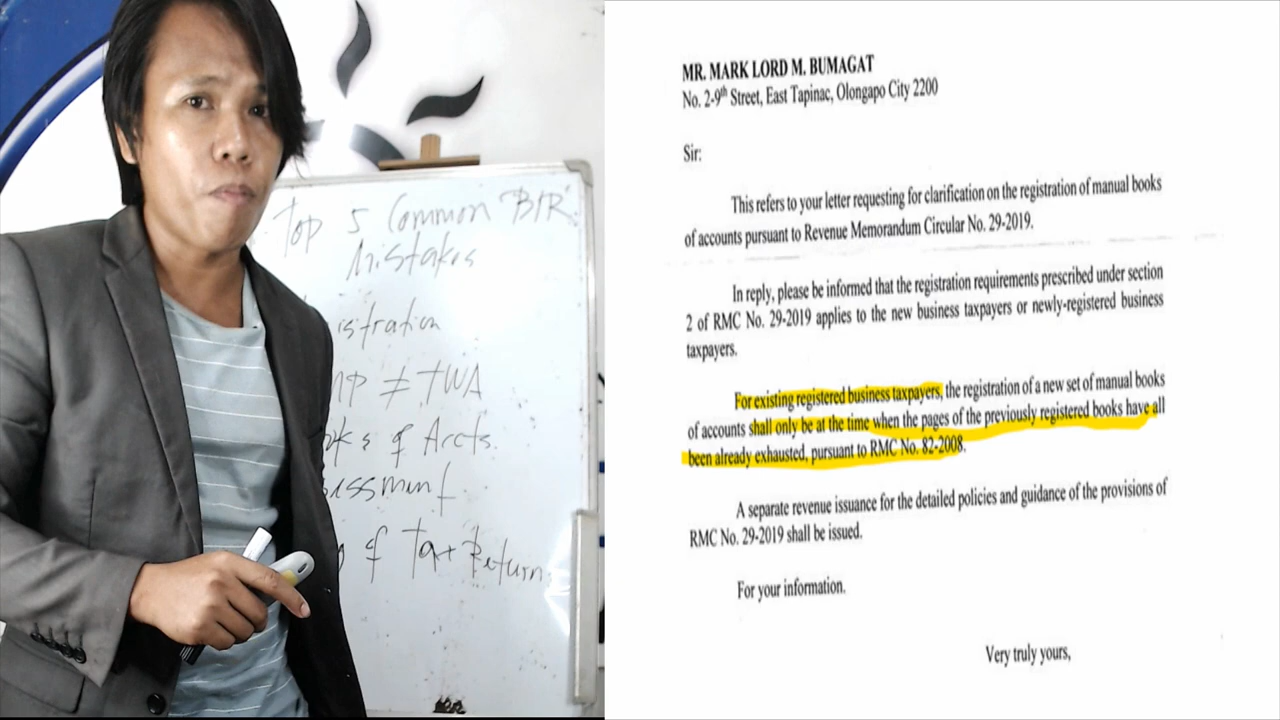 Top 5 Common BIR
Mistakes
istration
≠ TWA
of Accts.
of Tax Return
MR. MARK LORD M. BUMAGAT
No. 2-9th Street, East Tapinac, Olongapo City 2200
Sir:
This refers to your letter requesting for clarification on the registration of manual books
of accounts pursuant to Revenue Memorandum Circular No. 29-2019.
In reply, please be informed that the registration requirements prescribed under section
2 of RMC No. 29-2019 applies to the new business taxpayers or newly-registered business
taxpayers.
For existing registered business taxpayers, the registration of a new set of manual books
of accounts shall only be at the time when the pages of the previously registered books have all
been already exhausted, pursuant to RMC No. 82-2008.
A separate revenue issuance for the detailed policies and guidance of the provisions of
RMC No. 29-2019 shall be issued.
For your information.
Very truly yours,